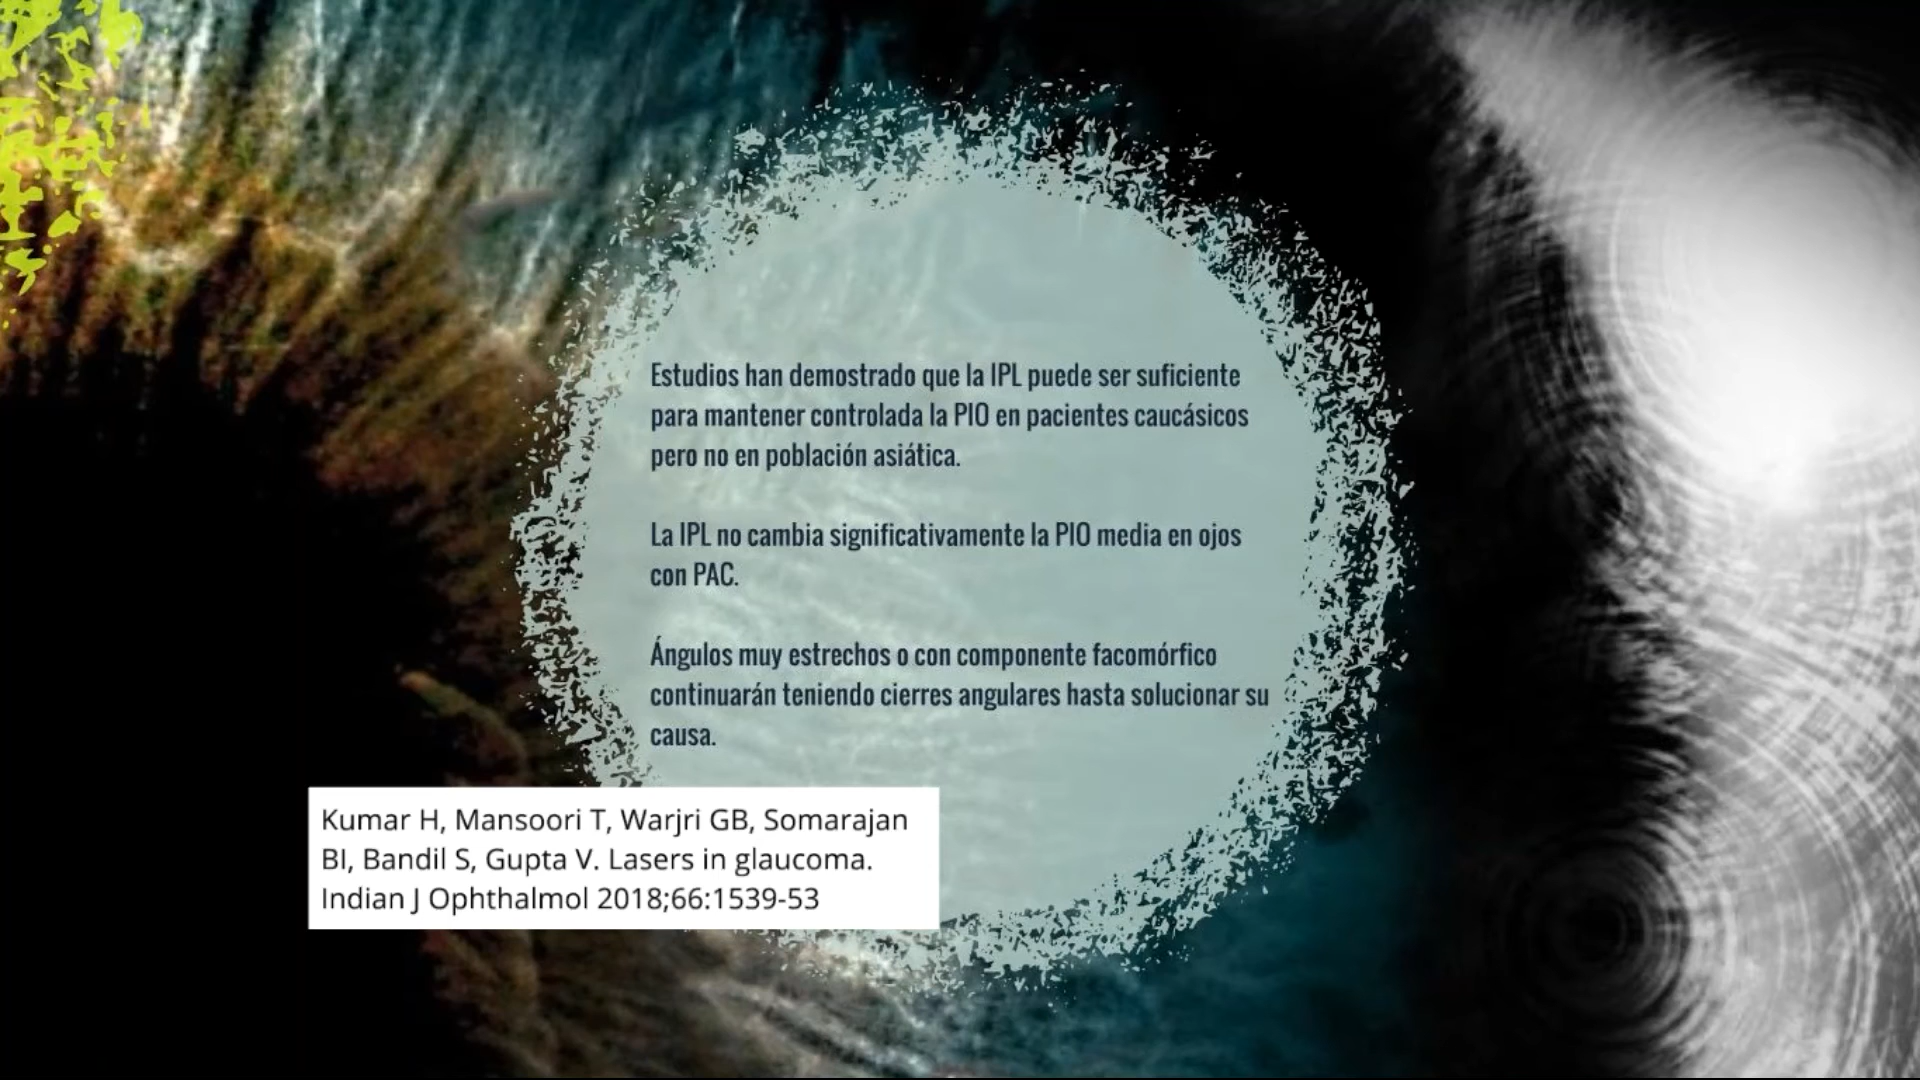 Estudios han demostrado que la IPL puede ser suficiente
para mantener controlada la PIO en pacientes caucásicos
pero no en población asiática.
La IPL no cambia significativamente la PIO media en ojos
con PAC.
Ángulos muy estrechos o con componente facomórfico
continuarán teniendo cierres angulares hasta solucionar su
causa.
Kumar H, Mansoori T, Warjri GB, Somarajan
BI, Bandil S, Gupta V. Lasers in glaucoma.
Indian J Ophthalmol 2018;66:1539-53